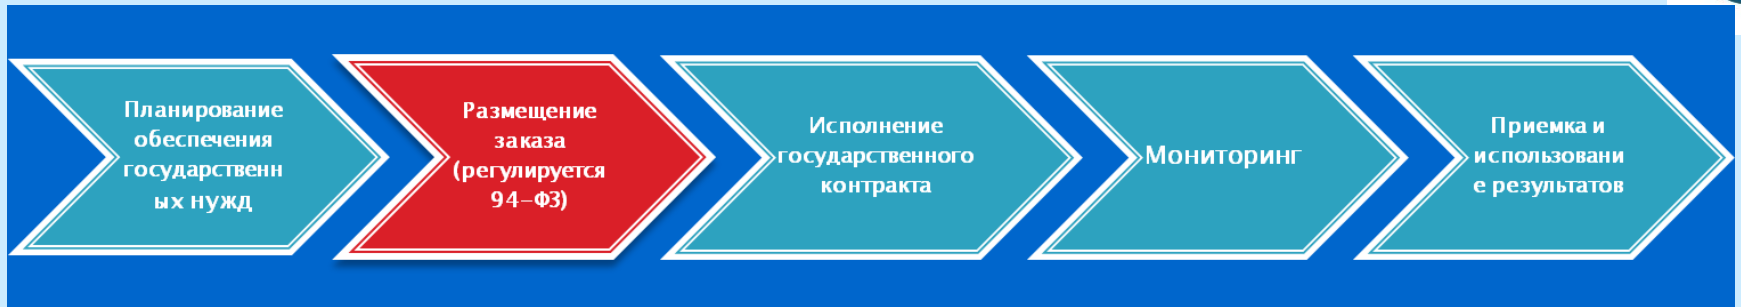 Планирование
обеспечения
государственн
ых нужд
Размещение
заказа
(регулируется
94-ФЗ)
Исполнение
государственного
контракта
Мониторинг
Приемка и
использовани
е результатов